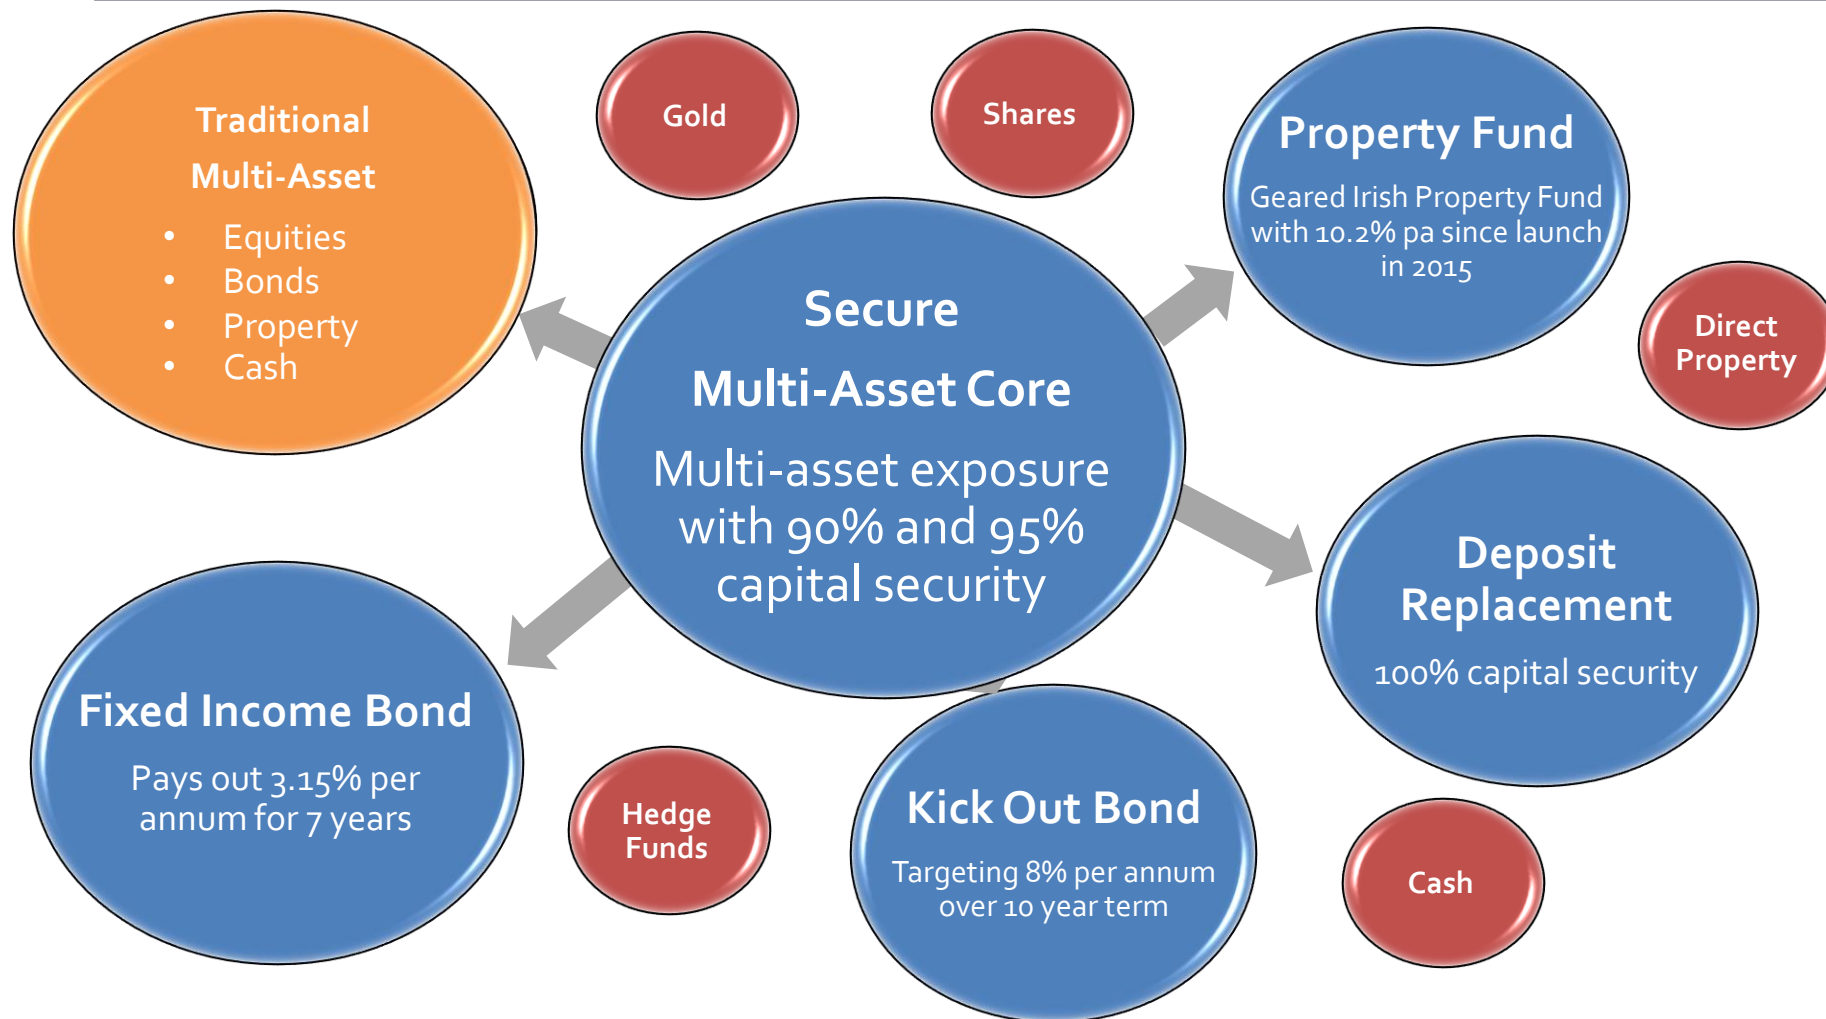 Traditional
Multi-Asset
• Equities
• Bonds
• Property
• Cash
Gold
Shares
Property Fund
Geared Irish Property Fund
with 10.2% pa since launch
in 2015
Direct
Property
Secure
Multi-Asset Core
Multi-asset exposure
with 90% and 95%
capital security
Deposit
Replacement
100% capital security
Fixed Income Bond
Pays out 3.15% per
annum for 7 years
Hedge
Funds
Kick Out Bond
Targeting 8% per annum
over 10 year term
Cash